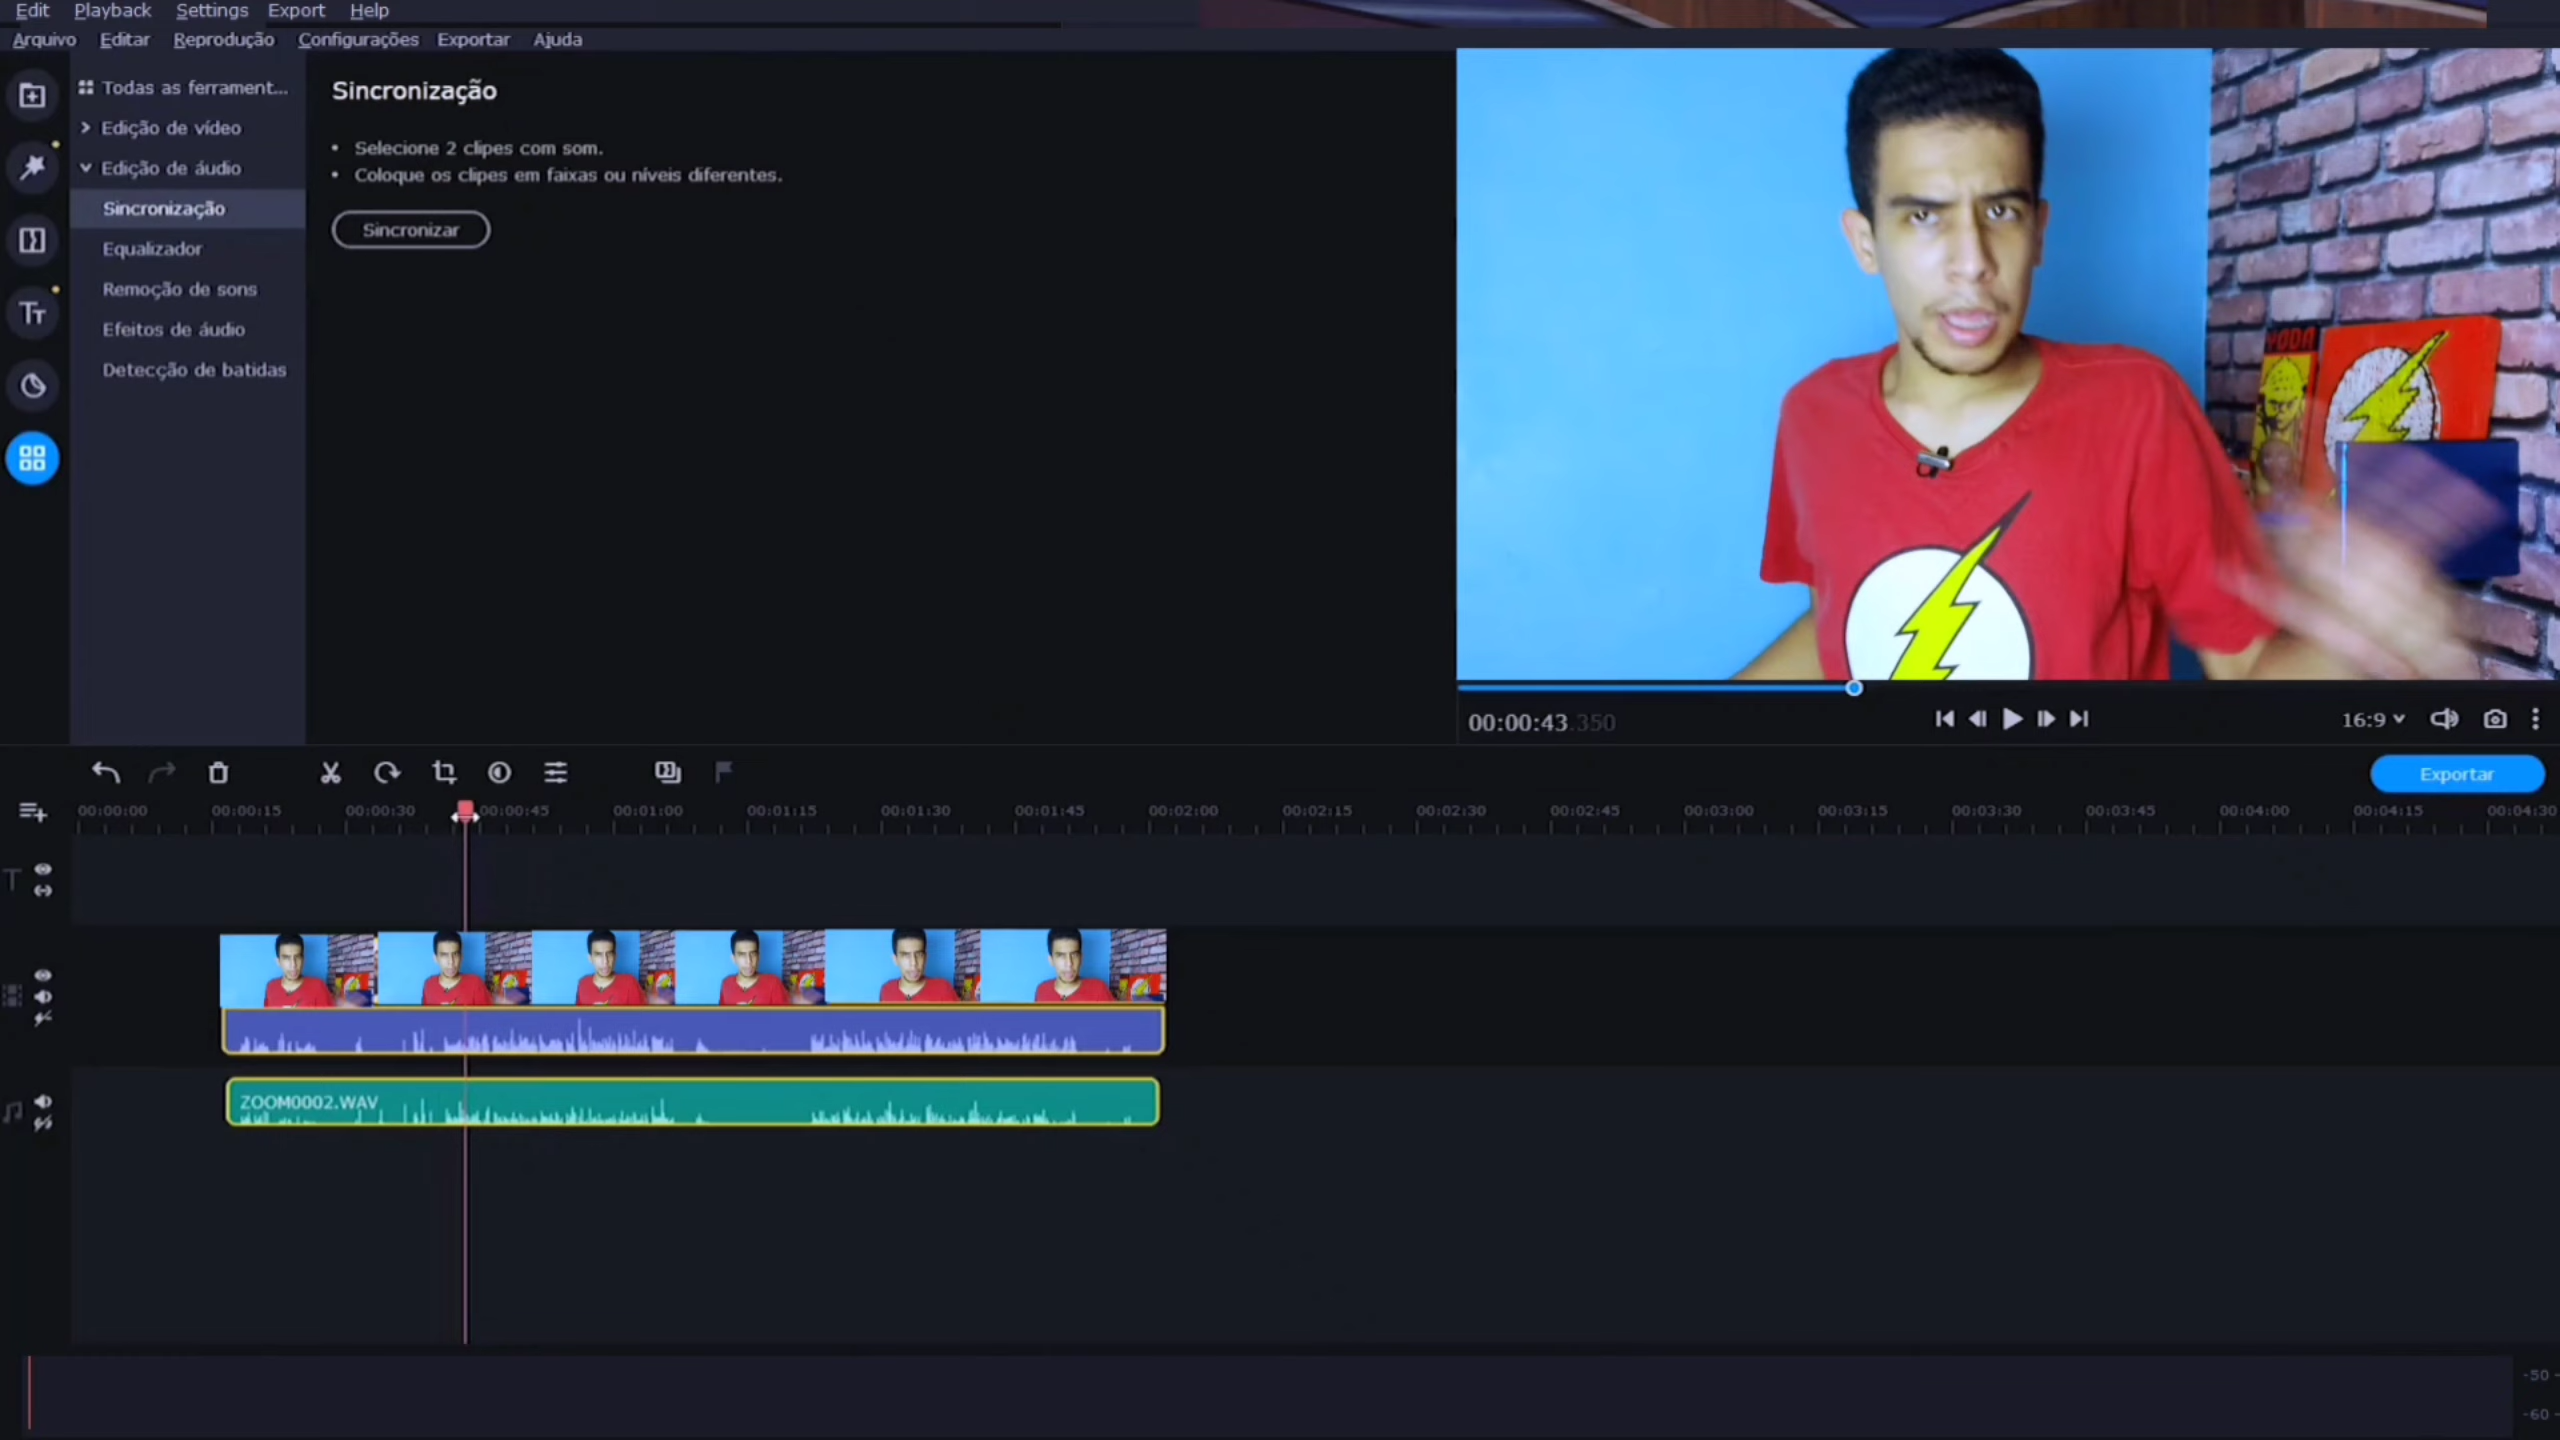 Edit Playback Settings Export Help
Arquivo Editar Reprodução Configurações Exportar Ajuda
Todas as ferrament...
Edição de vídeo
Edição de áudio
Sincronização
Equalizador
Remoção de sons
Efeitos de áudio
Detecção de batidas
Sincronização
• Selecione 2 clipes com som.
• Coloque os clipes em faixas ou níveis diferentes.
Sincronizar
YODA
00:00:43.350
16:9
Exportar
00:00:00 00:00:15 00:00:30 00:00:45 00:01:00 00:01:15 00:01:30 00:01:45 00:02:00 00:02:15 00:02:30 00:02:45 00:03:00 00:03:15 00:03:30 00:03:45 00:04:00 00:04:15 00:04:30
ZOOM0002.WAV
-50
-60